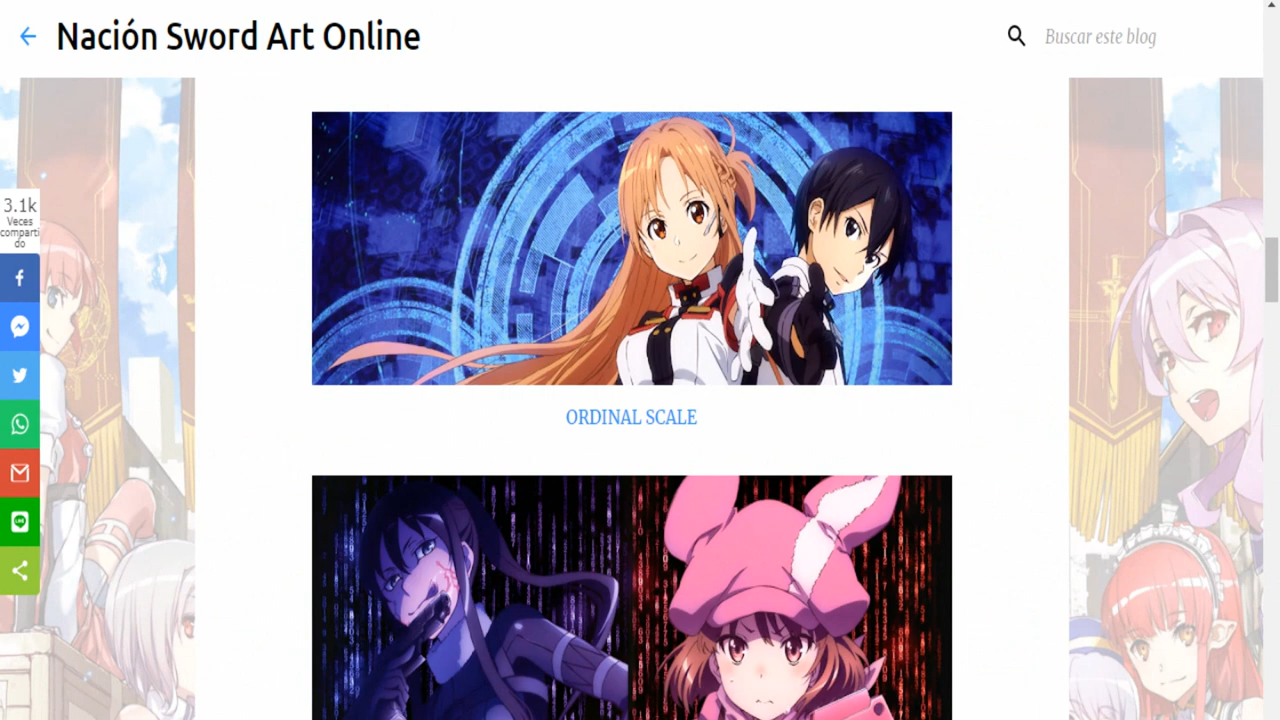 Nación Sword Art Online
Buscar este blog
3.1k
Veces
comparti
do
ORDINAL SCALE